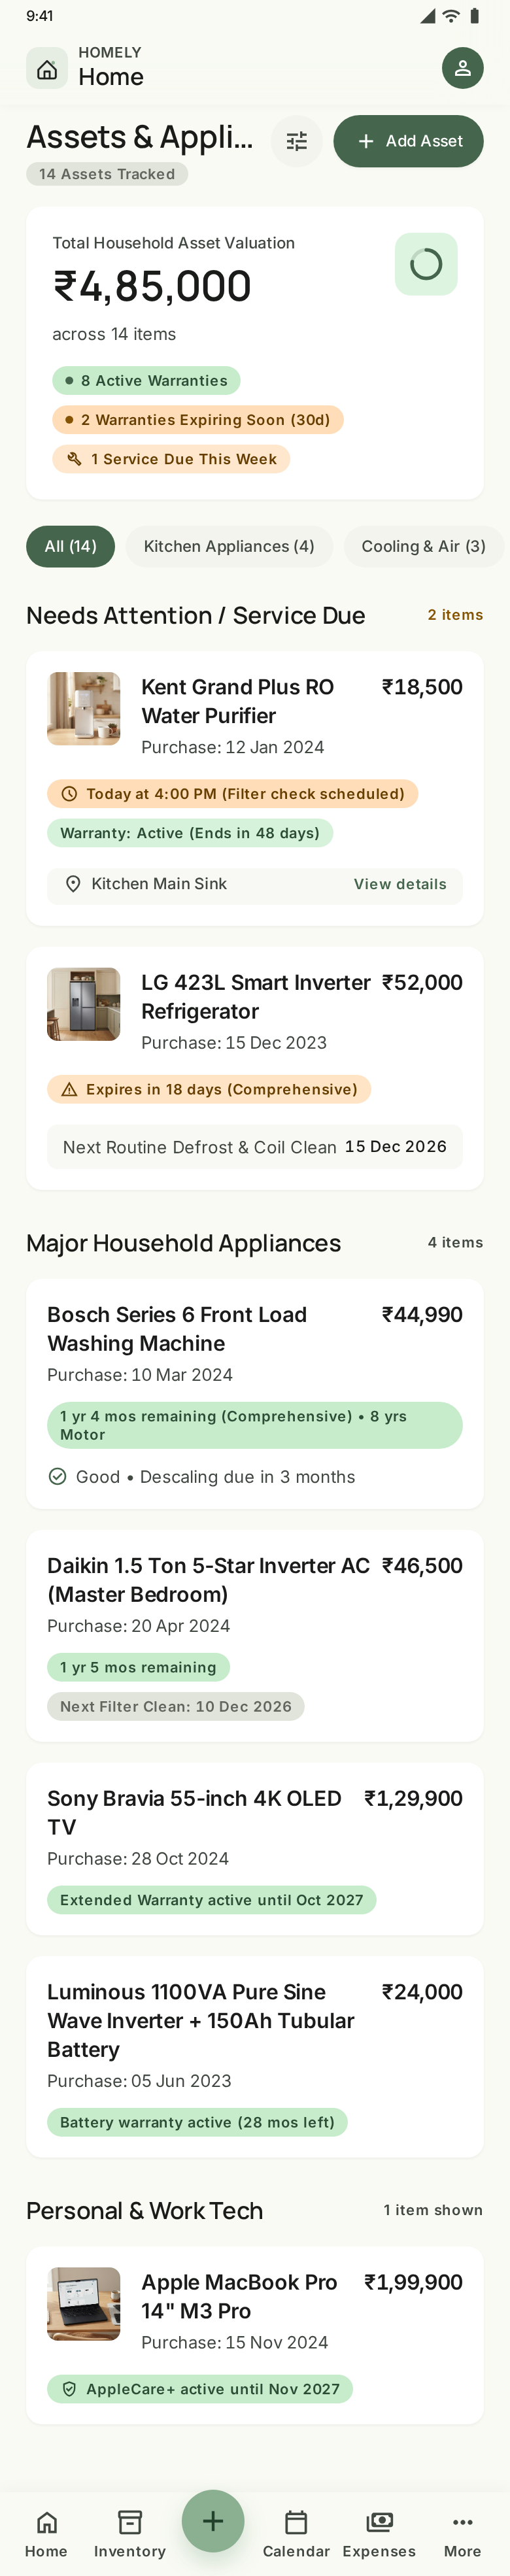 9:41
HOMELY
Home
Assets & Appli...
Add Asset
14 Assets Tracked
Total Household Asset Valuation
₹4,85,000
across 14 items
8 Active Warranties
2 Warranties Expiring Soon (30d)
1 Service Due This Week
All (14)
Kitchen Appliances (4)
Cooling & Air (3)
Needs Attention / Service Due
2 items
Kent Grand Plus RO
Water Purifier
₹18,500
Purchase: 12 Jan 2024
Today at 4:00 PM (Filter check scheduled)
Warranty: Active (Ends in 48 days)
Kitchen Main Sink
View details
LG 423L Smart Inverter
Refrigerator
₹52,000
Purchase: 15 Dec 2023
Expires in 18 days (Comprehensive)
Next Routine Defrost & Coil Clean
15 Dec 2026
Major Household Appliances
4 items
Bosch Series 6 Front Load
Washing Machine
₹44,990
Purchase: 10 Mar 2024
1 yr 4 mos remaining (Comprehensive) • 8 yrs
Motor
Good • Descaling due in 3 months
Daikin 1.5 Ton 5-Star Inverter AC
(Master Bedroom)
₹46,500
Purchase: 20 Apr 2024
1 yr 5 mos remaining
Next Filter Clean: 10 Dec 2026
Sony Bravia 55-inch 4K OLED
TV
₹1,29,900
Purchase: 28 Oct 2024
Extended Warranty active until Oct 2027
Luminous 1100VA Pure Sine
Wave Inverter + 150Ah Tubular
Battery
₹24,000
Purchase: 05 Jun 2023
Battery warranty active (28 mos left)
Personal & Work Tech
1 item shown
Apple MacBook Pro
14" M3 Pro
₹1,99,900
Purchase: 15 Nov 2024
AppleCare+ active until Nov 2027
Home
Inventory
Calendar
Expenses
More